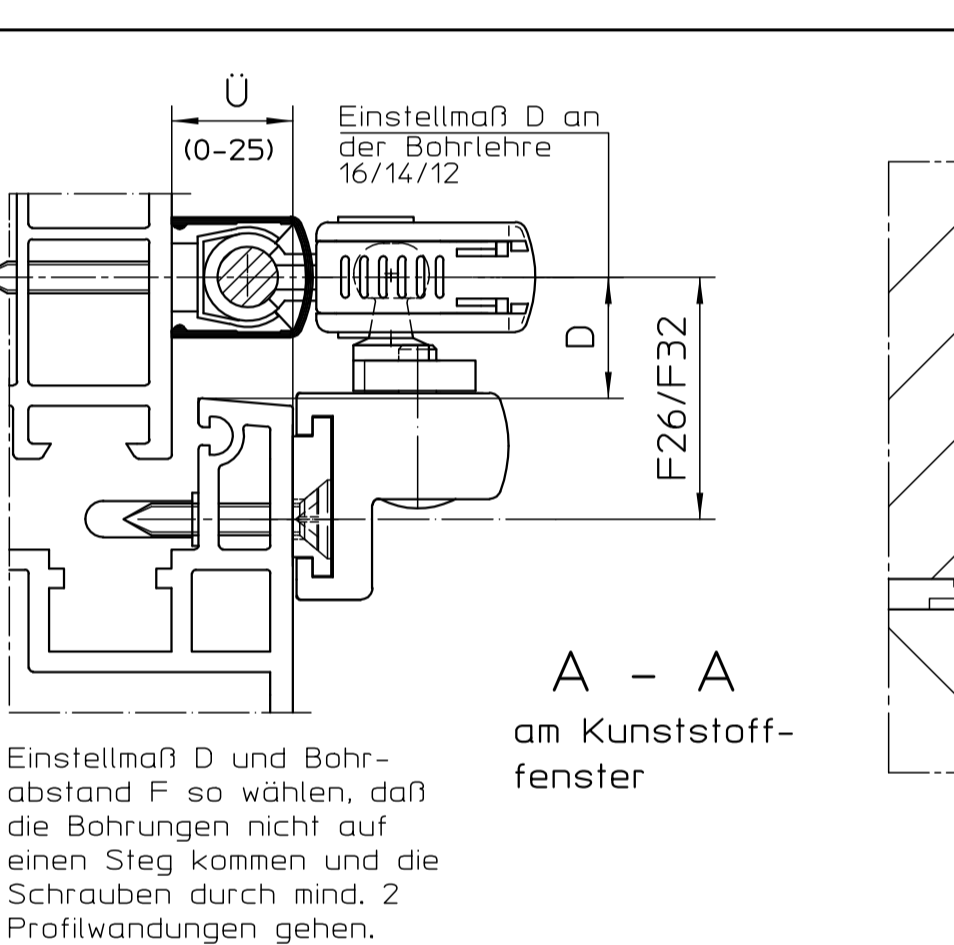 Ü
(0-25)
Einstellmaß D an
der Bohrlehre
16/14/12
D
F26/F32
A - A
am Kunststoff-
fenster
Einstellmaß D und Bohr-
abstand F so wählen, daß
die Bohrungen nicht auf
einen Steg kommen und die
Schrauben durch mind. 2
Profilwandungen gehen.